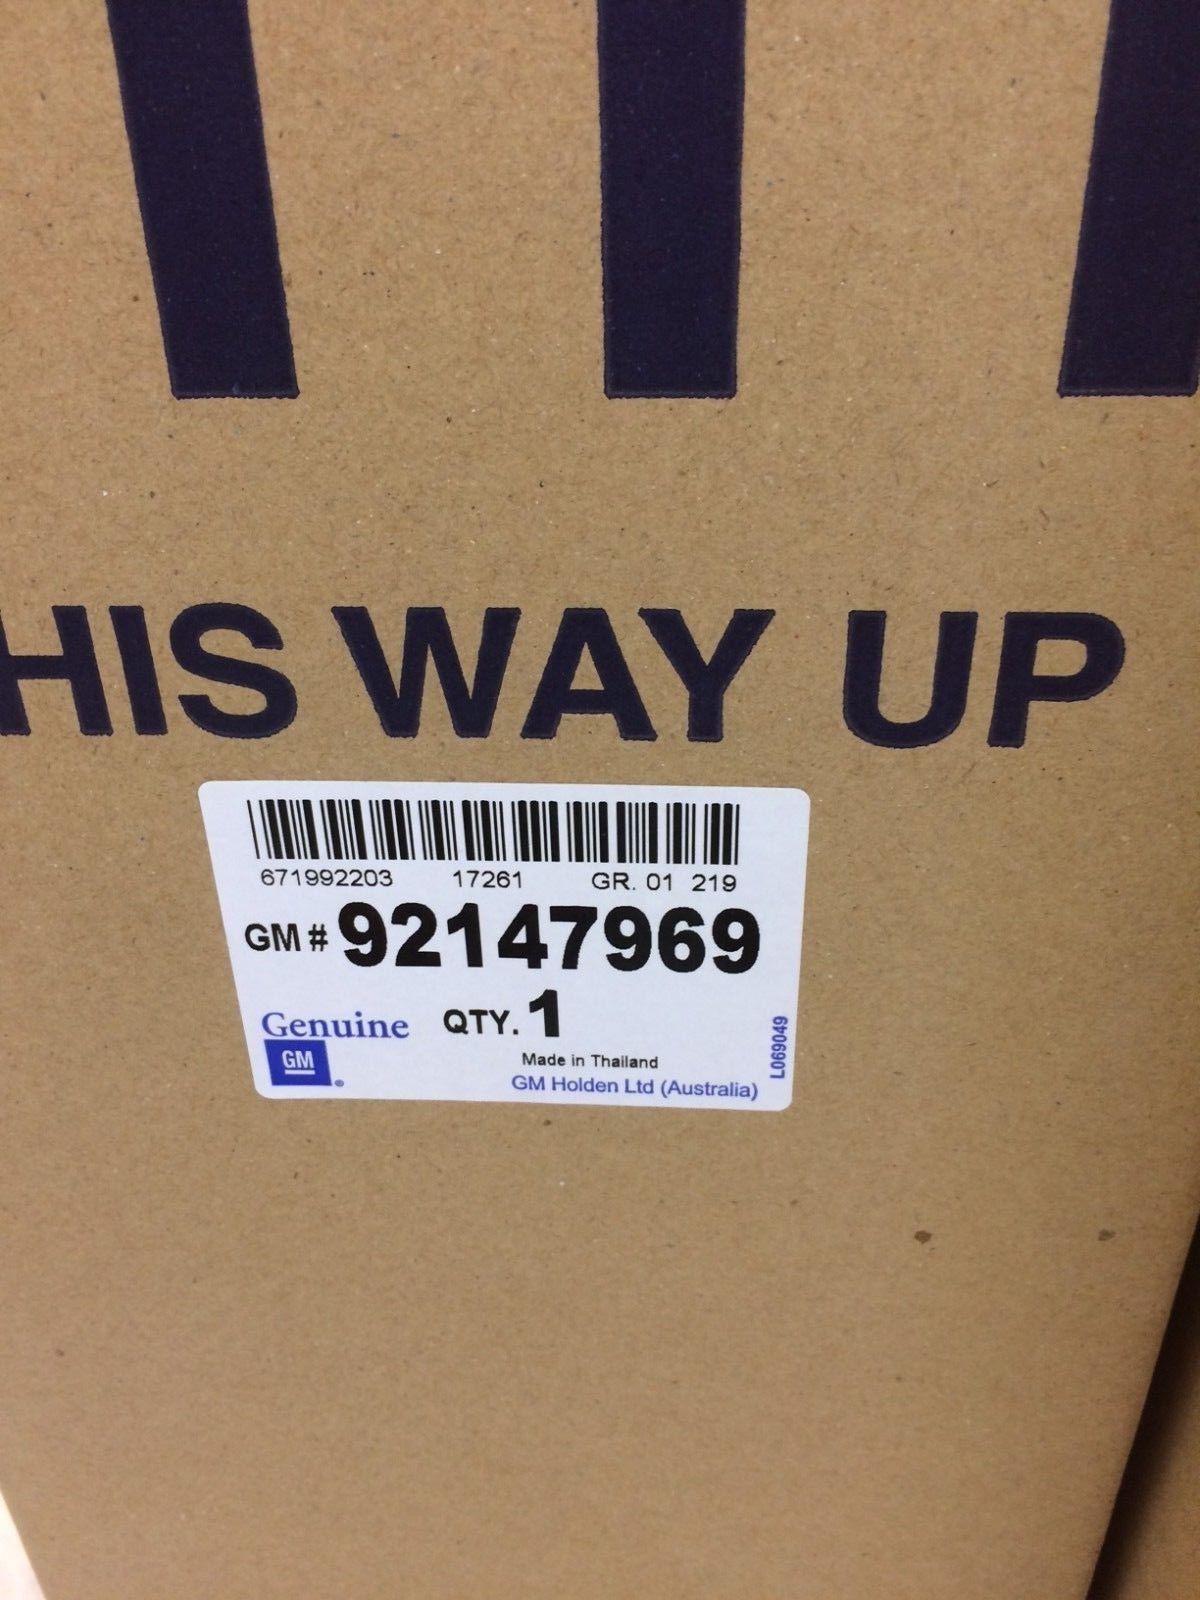 HIS WAY UP
671992203 17261 GR. 01 219
GM # 92147969
QTY. 1
Genuine
GM
Made in Thailand
GM Holden Ltd (Australia)
L069049